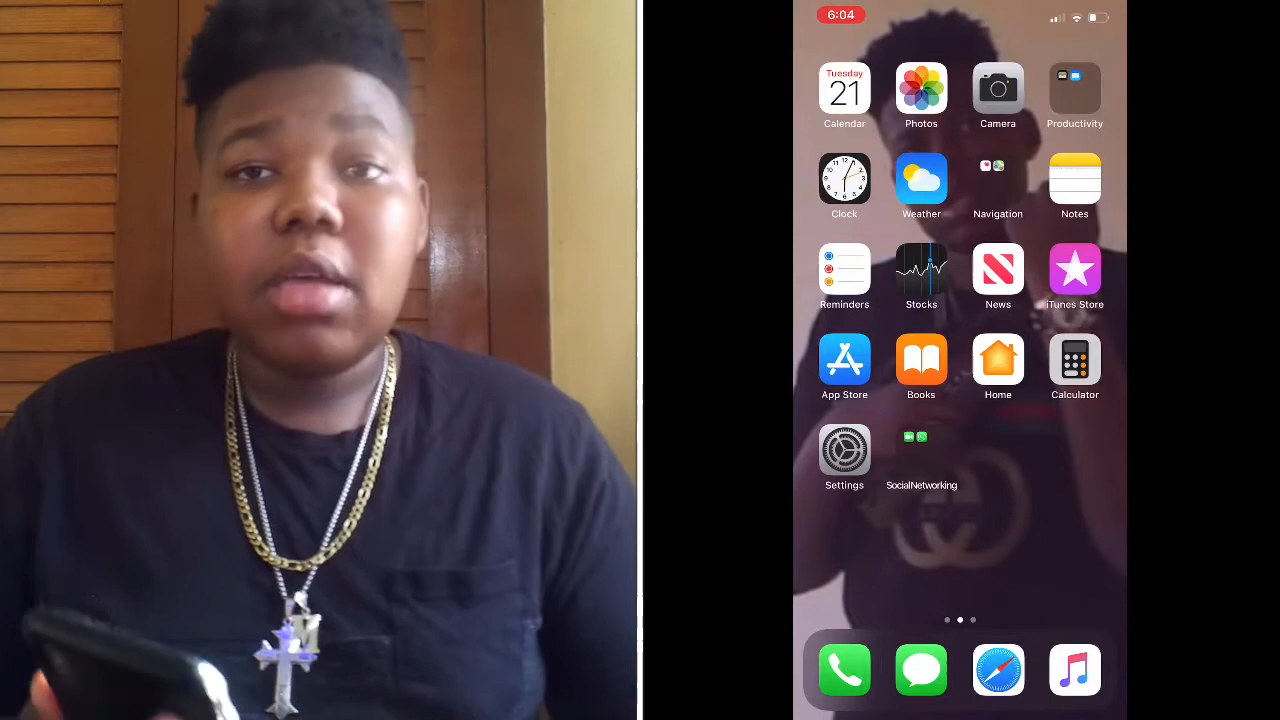 6:04
Tuesday
21
Calendar
Photos
Camera
Productivity
Clock
Weather
Navigation
Notes
Reminders
Stocks
News
iTunes Store
App Store
Books
Home
Calculator
Settings
SocialNetworking
M